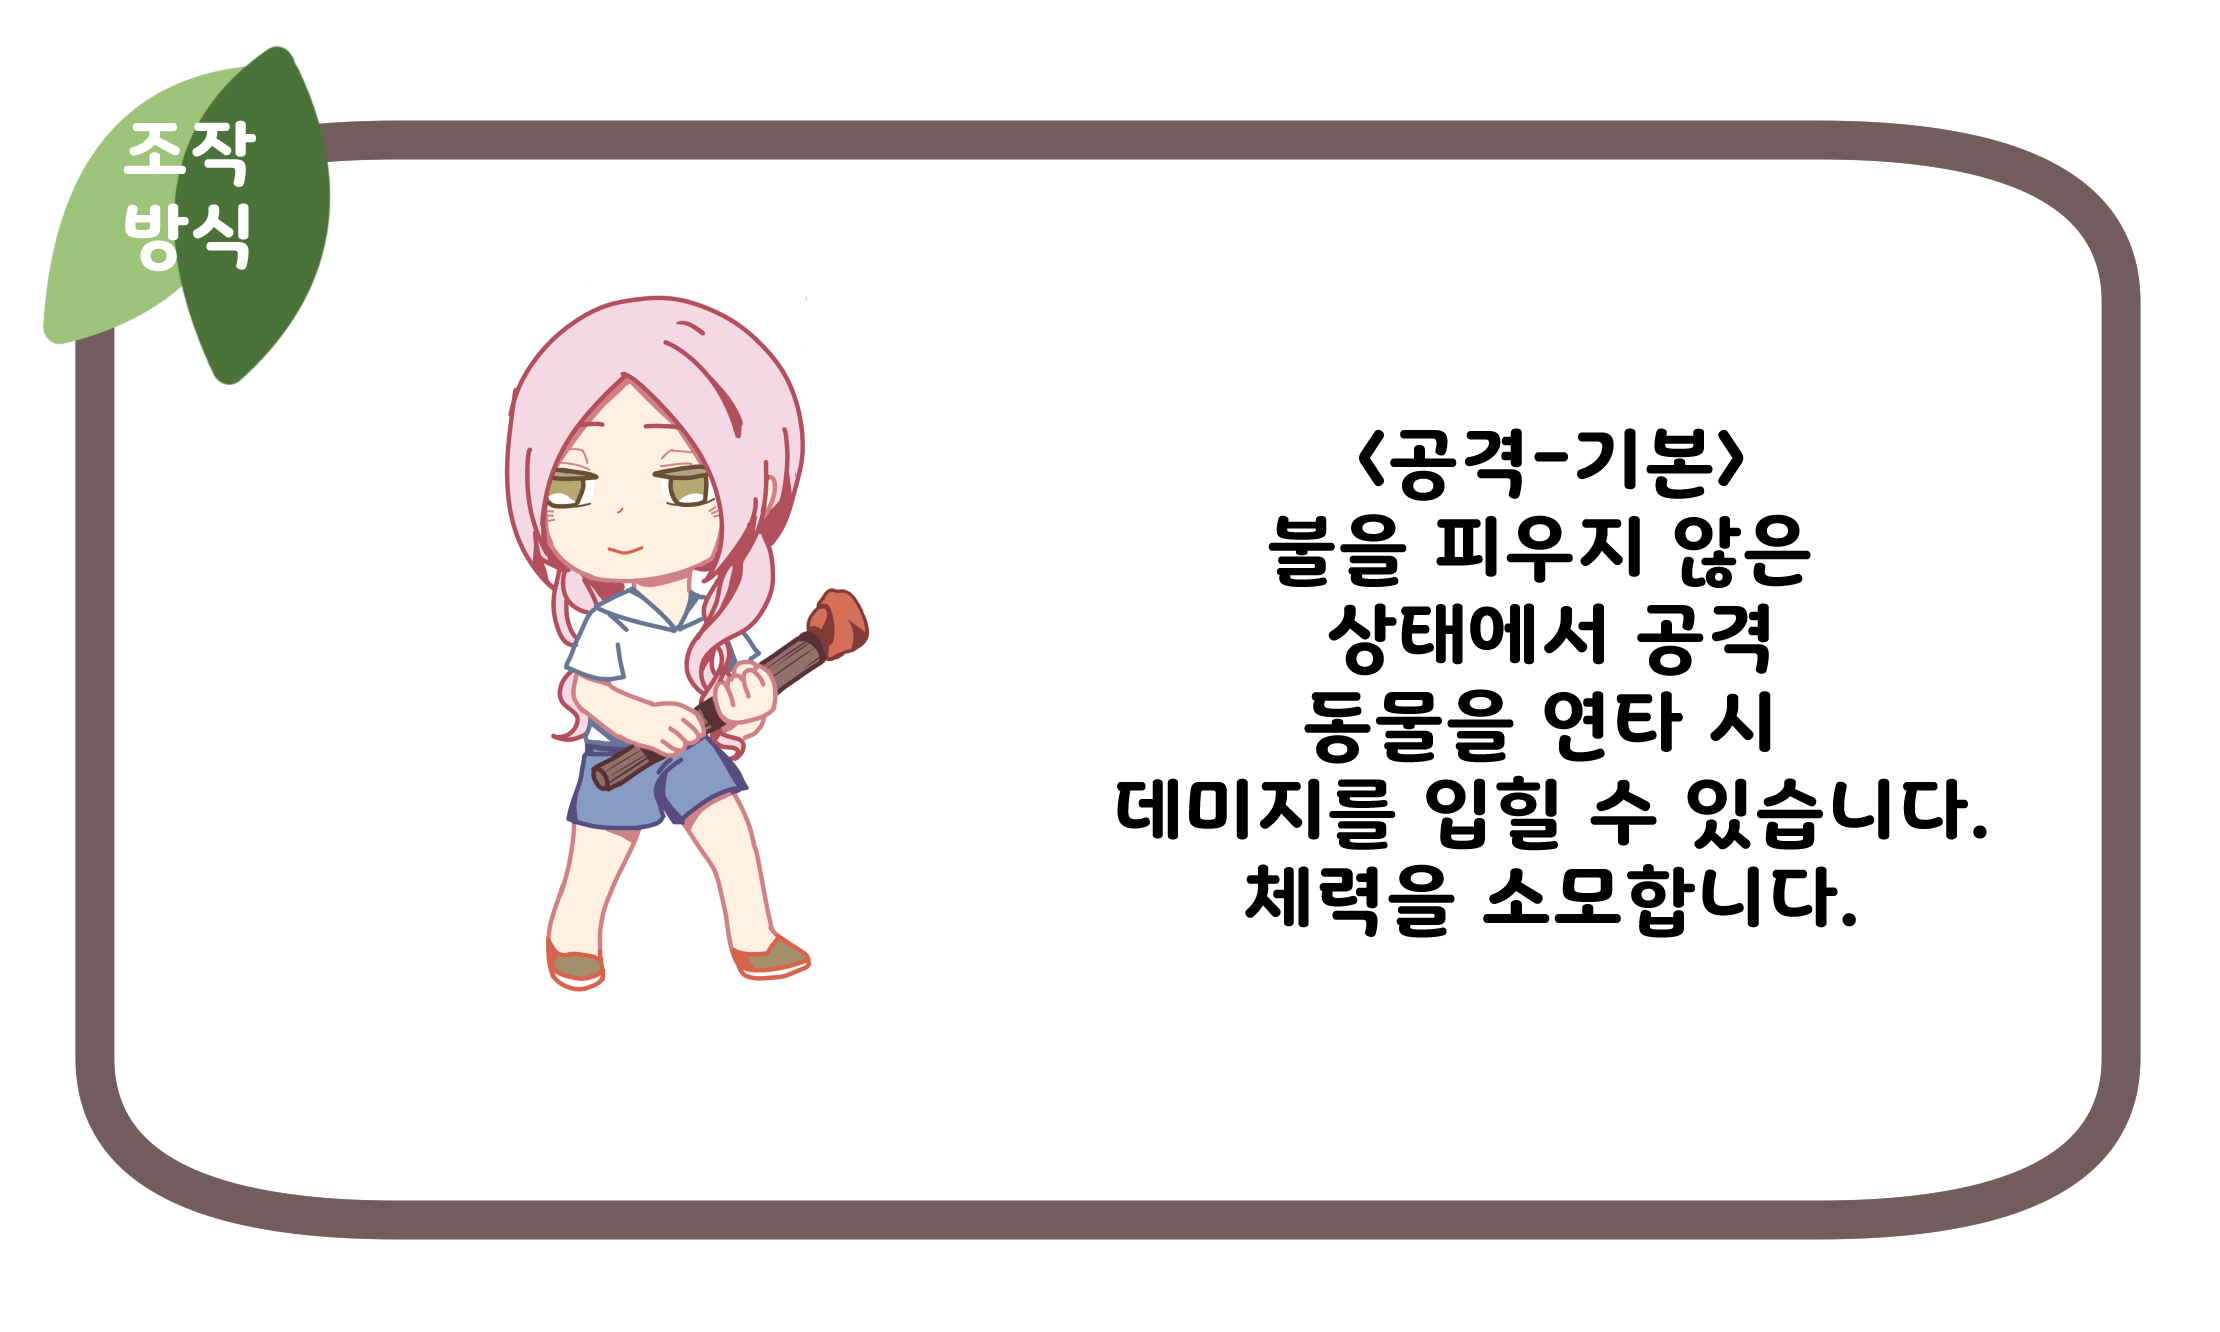 조작
방식
<공격-기본>
불을 피우지 않은
상태에서 공격
동물을 연타 시
데미지를 입힐 수 있습니다.
체력을 소모합니다.